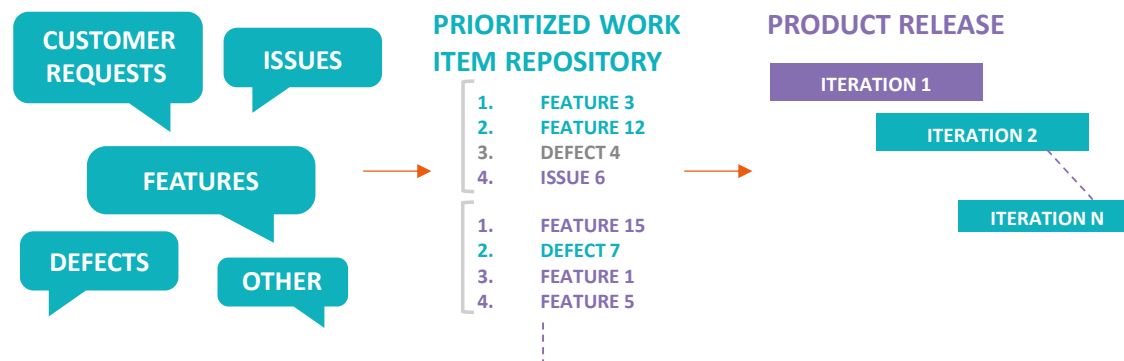 CUSTOMER
REQUESTS
ISSUES
FEATURES
DEFECTS
OTHER
PRIORITIZED WORK
ITEM REPOSITORY
1. FEATURE 3
2. FEATURE 12
3. DEFECT 4
4. ISSUE 6
1. FEATURE 15
2. DEFECT 7
3. FEATURE 1
4. FEATURE 5
PRODUCT RELEASE
ITERATION 1
ITERATION 2
ITERATION N